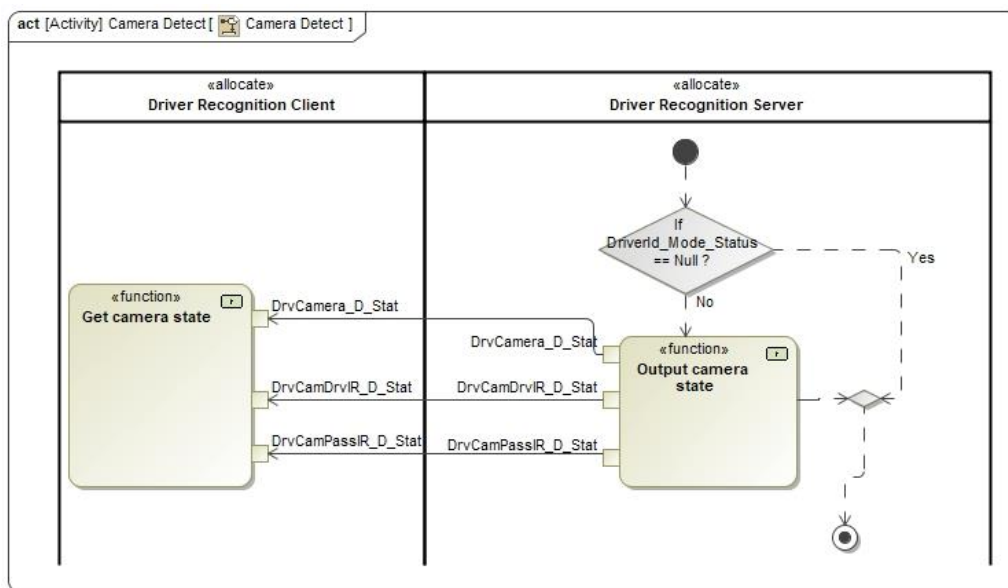 act [Activity] Camera Detect [ Camera Detect ]
«allocate»
Driver Recognition Client
«allocate»
Driver Recognition Server
If
DriverId_Mode_Status
== Null ?
Yes
No
«function»
Get camera state
DrvCamera_D_Stat
DrvCamera_D_Stat
«function»
Output camera
state
DrvCamDrvIR_D_Stat
DrvCamDrvIR_D_Stat
DrvCamPassIR_D_Stat
DrvCamPassIR_D_Stat